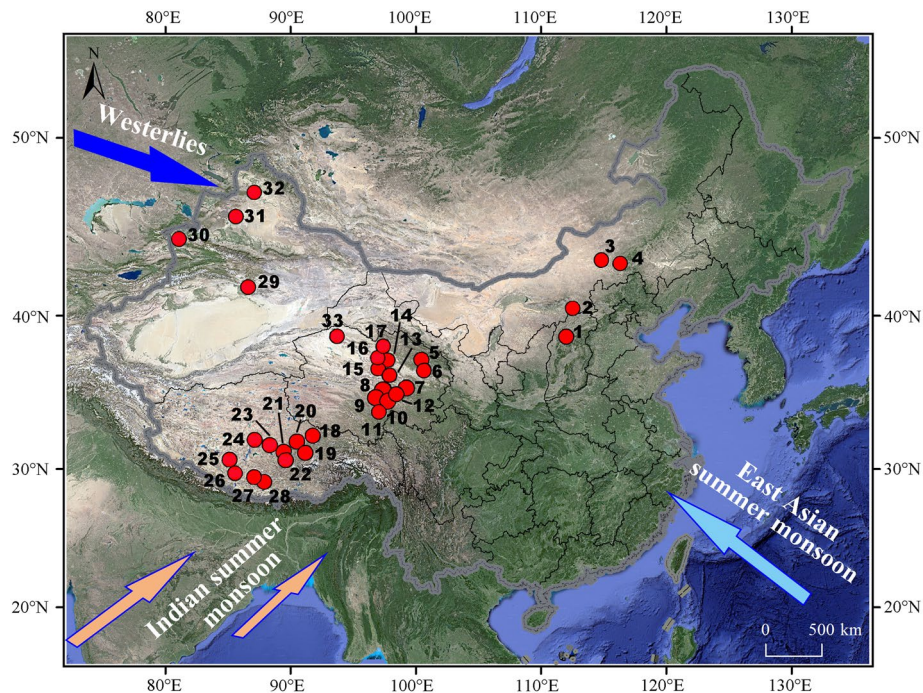 80°E 90°E 100°E 110°E 120°E 130°E
N
Westerlies
50°N 50°N
32
31
30
3
4
29
2
40°N 40°N
33 17 14
1
16 13 5
15 6
8 7
9 12
10
11
23 21 20
24 18
25 19
30°N 30°N
26 22
27 28
East Asian
summer monsoon
Indian summer
monsoon
20°N 20°N
0 500 km
80°E 90°E 100°E 110°E 120°E 130°E